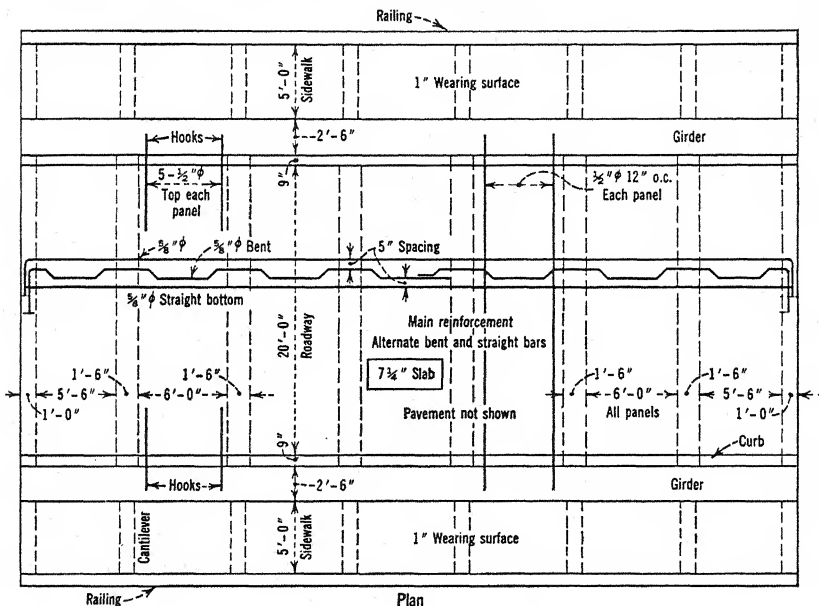 Railing
5'-0"
Sidewalk
1" Wearing surface
Hooks
2'-6"
Girder
5-½"φ
Top each
panel
9"
½"φ 12" o.c.
Each panel
⅝"φ
⅝"φ Bent
5" Spacing
⅝"φ Straight bottom
20'-0"
Roadway
Main reinforcement
Alternate bent and straight bars
7¼" Slab
1'-6"
1'-6"
1'-6"
1'-6"
5'-6"
6'-0"
6'-0"
5'-6"
1'-0"
All panels
1'-0"
Pavement not shown
Curb
9"
Hooks
2'-6"
Girder
Cantilever
5'-0"
Sidewalk
1" Wearing surface
Railing
Plan